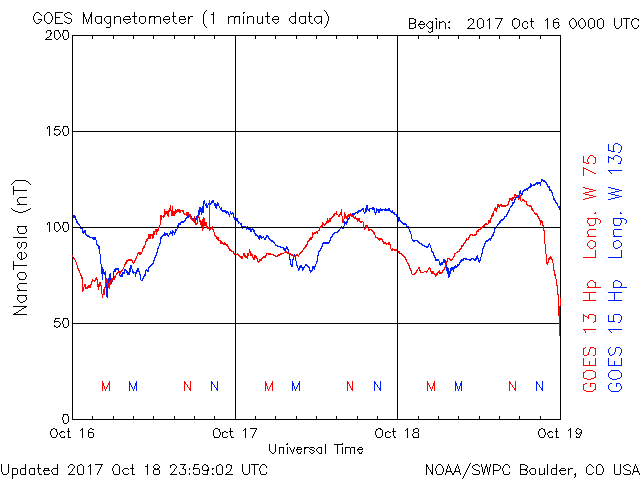 GOES Magnetometer (1 minute data)
Begin: 2017 Oct 16 0000 UTC
200
150
100
50
0
NanoTesla (nT)
GOES 13 Hp Long. W 75
GOES 15 Hp Long. W 135
M M N N M M N N M M N N
Oct 16 Oct 17 Oct 18 Oct 19
Universal Time
Updated 2017 Oct 18 23:59:02 UTC
NOAA/SWPC Boulder, CO USA